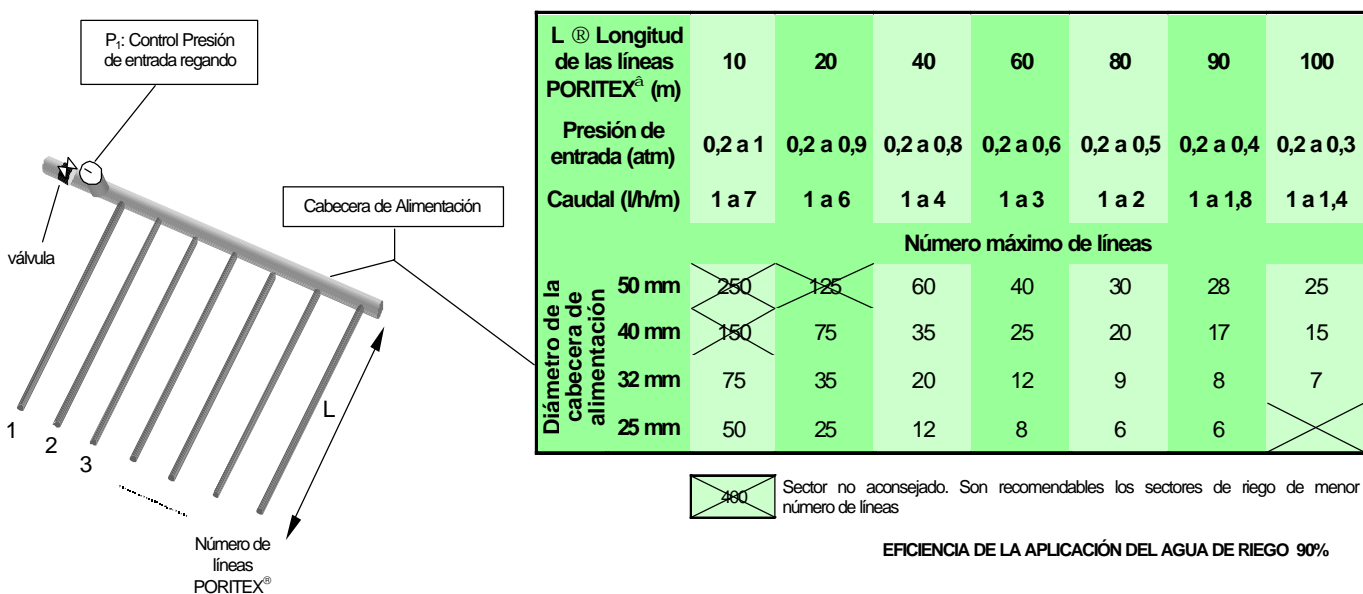 P₁: Control Presión
de entrada regando
Cabecera de Alimentación
válvula
1
2
3
L
Número de
líneas
PORITEX®
L ® Longitud
de las líneas
PORITEXâ (m)
10 20 40 60 80 90 100
Presión de
entrada (atm)
0,2 a 1 0,2 a 0,9 0,2 a 0,8 0,2 a 0,6 0,2 a 0,5 0,2 a 0,4 0,2 a 0,3
Caudal (l/h/m) 1 a 7 1 a 6 1 a 4 1 a 3 1 a 2 1 a 1,8 1 a 1,4
Número máximo de líneas
Diámetro de la
cabecera de
alimentación
50 mm 250 125 60 40 30 28 25
40 mm 150 75 35 25 20 17 15
32 mm 75 35 20 12 9 8 7
25 mm 50 25 12 8 6 6
400
Sector no aconsejado. Son recomendables los sectores de riego de menor
número de líneas
EFICIENCIA DE LA APLICACIÓN DEL AGUA DE RIEGO 90%